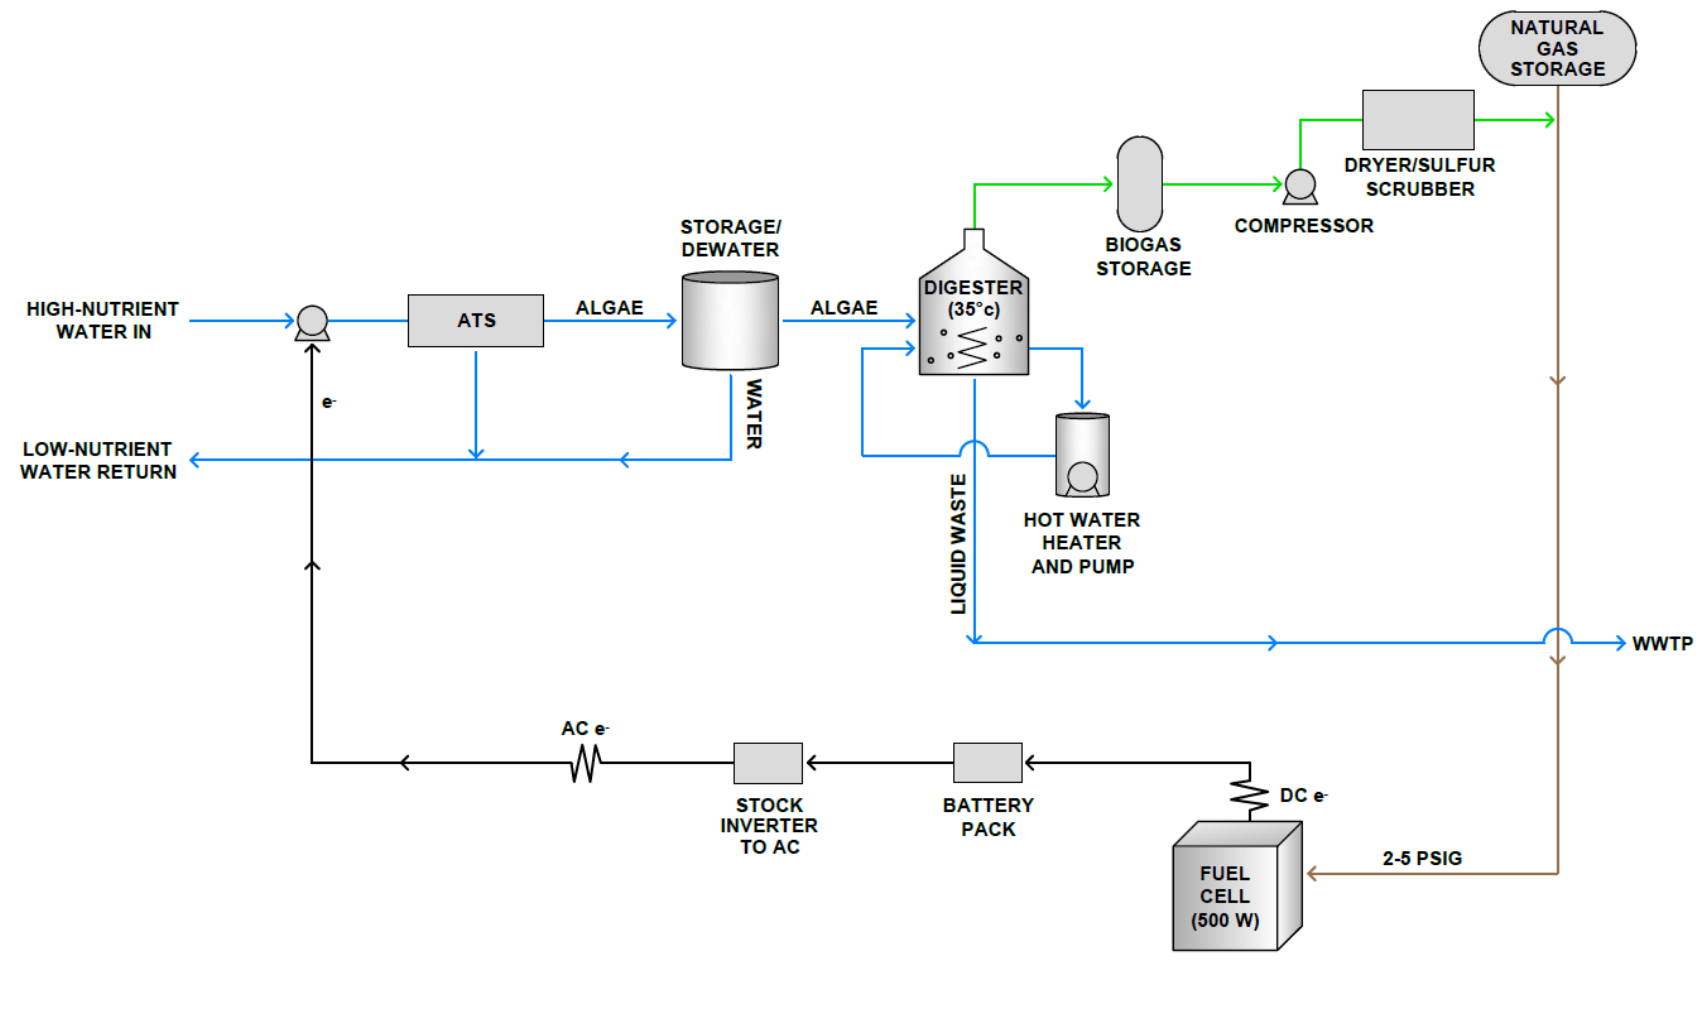 NATURAL
GAS
STORAGE
DRYER/SULFUR
SCRUBBER
COMPRESSOR
BIOGAS
STORAGE
STORAGE/
DEWATER
HIGH-NUTRIENT
WATER IN
ATS
ALGAE
ALGAE
DIGESTER
(35°c)
WATER
e-
LOW-NUTRIENT
WATER RETURN
LIQUID WASTE
HOT WATER
HEATER
AND PUMP
WWTP
AC e-
STOCK
INVERTER
TO AC
BATTERY
PACK
DC e-
FUEL
CELL
(500 W)
2-5 PSIG